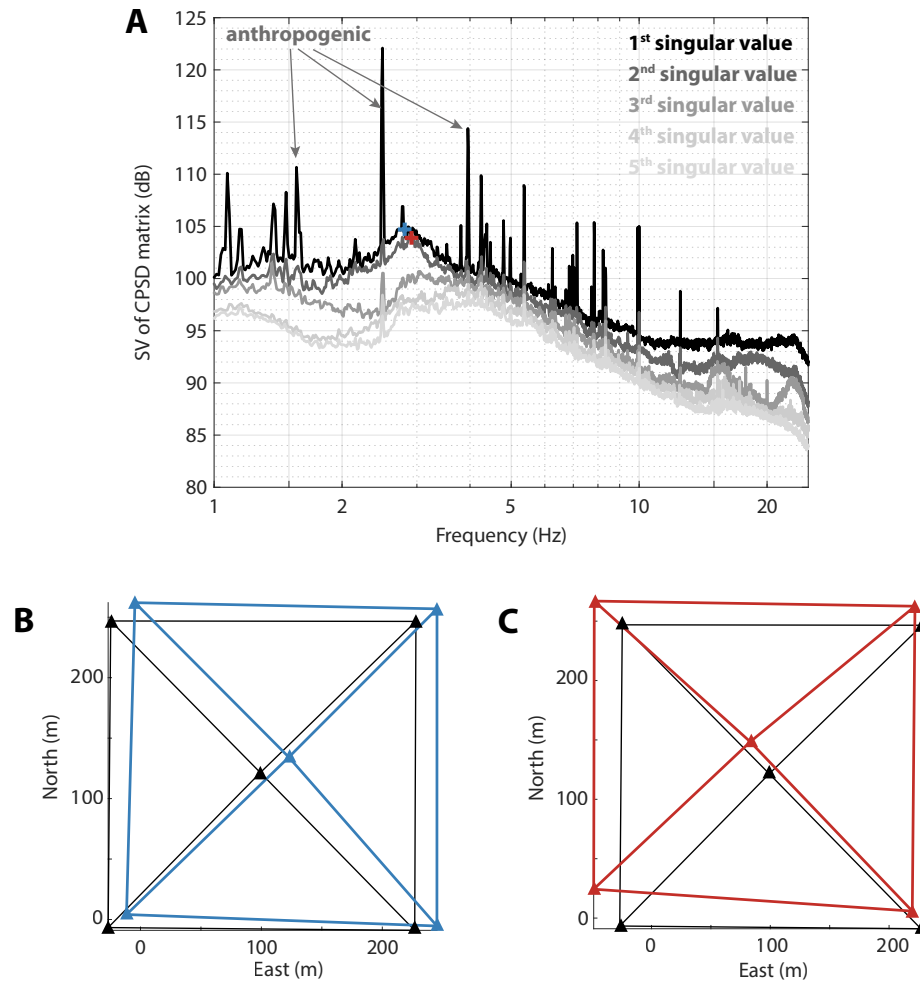 A
anthropogenic
1st singular value
2nd singular value
3rd singular value
4th singular value
5th singular value
SV of CPSD matrix (dB)
125
120
115
110
105
100
95
90
85
80
1 2 5 10 20
Frequency (Hz)
B
North (m)
200
100
0
0 100 200
East (m)
C
North (m)
200
100
0
0 100 200
East (m)